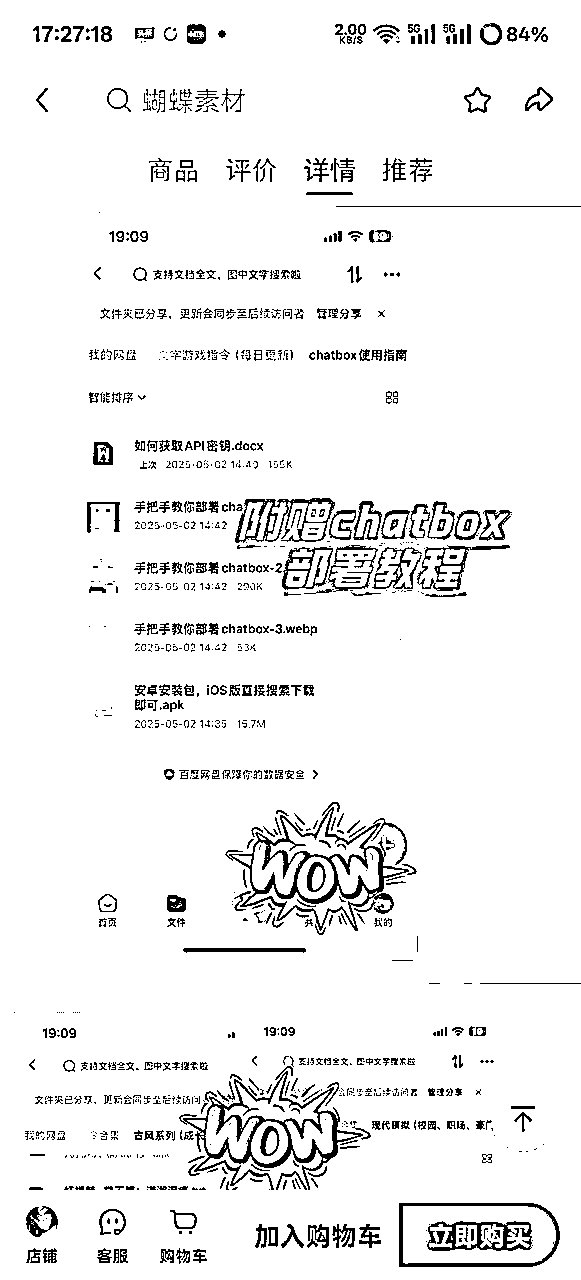 17:27:18
2.00 KB/S 5G 5G 84%
蝴蝶素材
商品 评价 详情 推荐
19:09
支持文档全文、图中文字搜索啦
文件夹已分享，更新会同步至后续访问者 管理分享 ×
我的网盘 文字游戏指令（每日更新） chatbox使用指南
智能排序
如何获取API密钥.docx
上次 2025-05-02 14:40 155K
手把手教你部署cha
2025-05-02 14:42
附赠chatbox
部署教程
手把手教你部署chatbox-2
2025-05-02 14:42 290K
手把手教你部署chatbox-3.webp
2025-05-02 14:42 53K
安卓安装包，iOS版直接搜索下载
即可.apk
2025-05-02 14:35 15.7M
百度网盘保障你的数据安全
WOW
首页 文件 共 我的
19:09 19:09
支持文档全文、图中文字搜索啦 支持文档全文、图中文字搜索啦
文件夹已分享，更新会同步至后续访问 会同步至后续访问者 管理分享 ×
我的网盘 古风系列（成 现代模拟（校园、职场、豪门
WOW
店铺 客服 购物车 加入购物车 立即购买